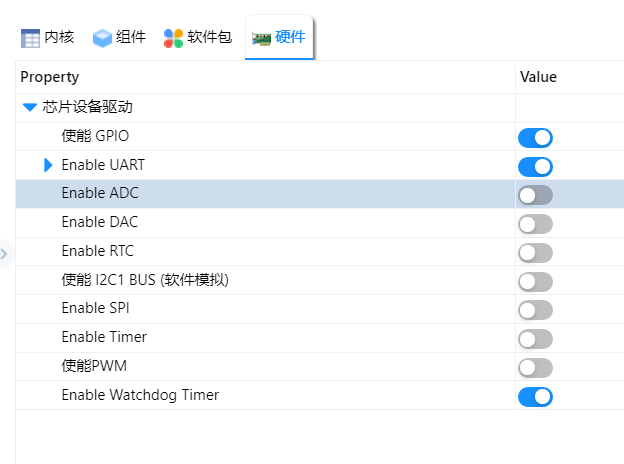 内核 组件 软件包 硬件
Property Value
芯片设备驱动
使能 GPIO
Enable UART
Enable ADC
Enable DAC
Enable RTC
使能 I2C1 BUS (软件模拟)
Enable SPI
Enable Timer
使能PWM
Enable Watchdog Timer